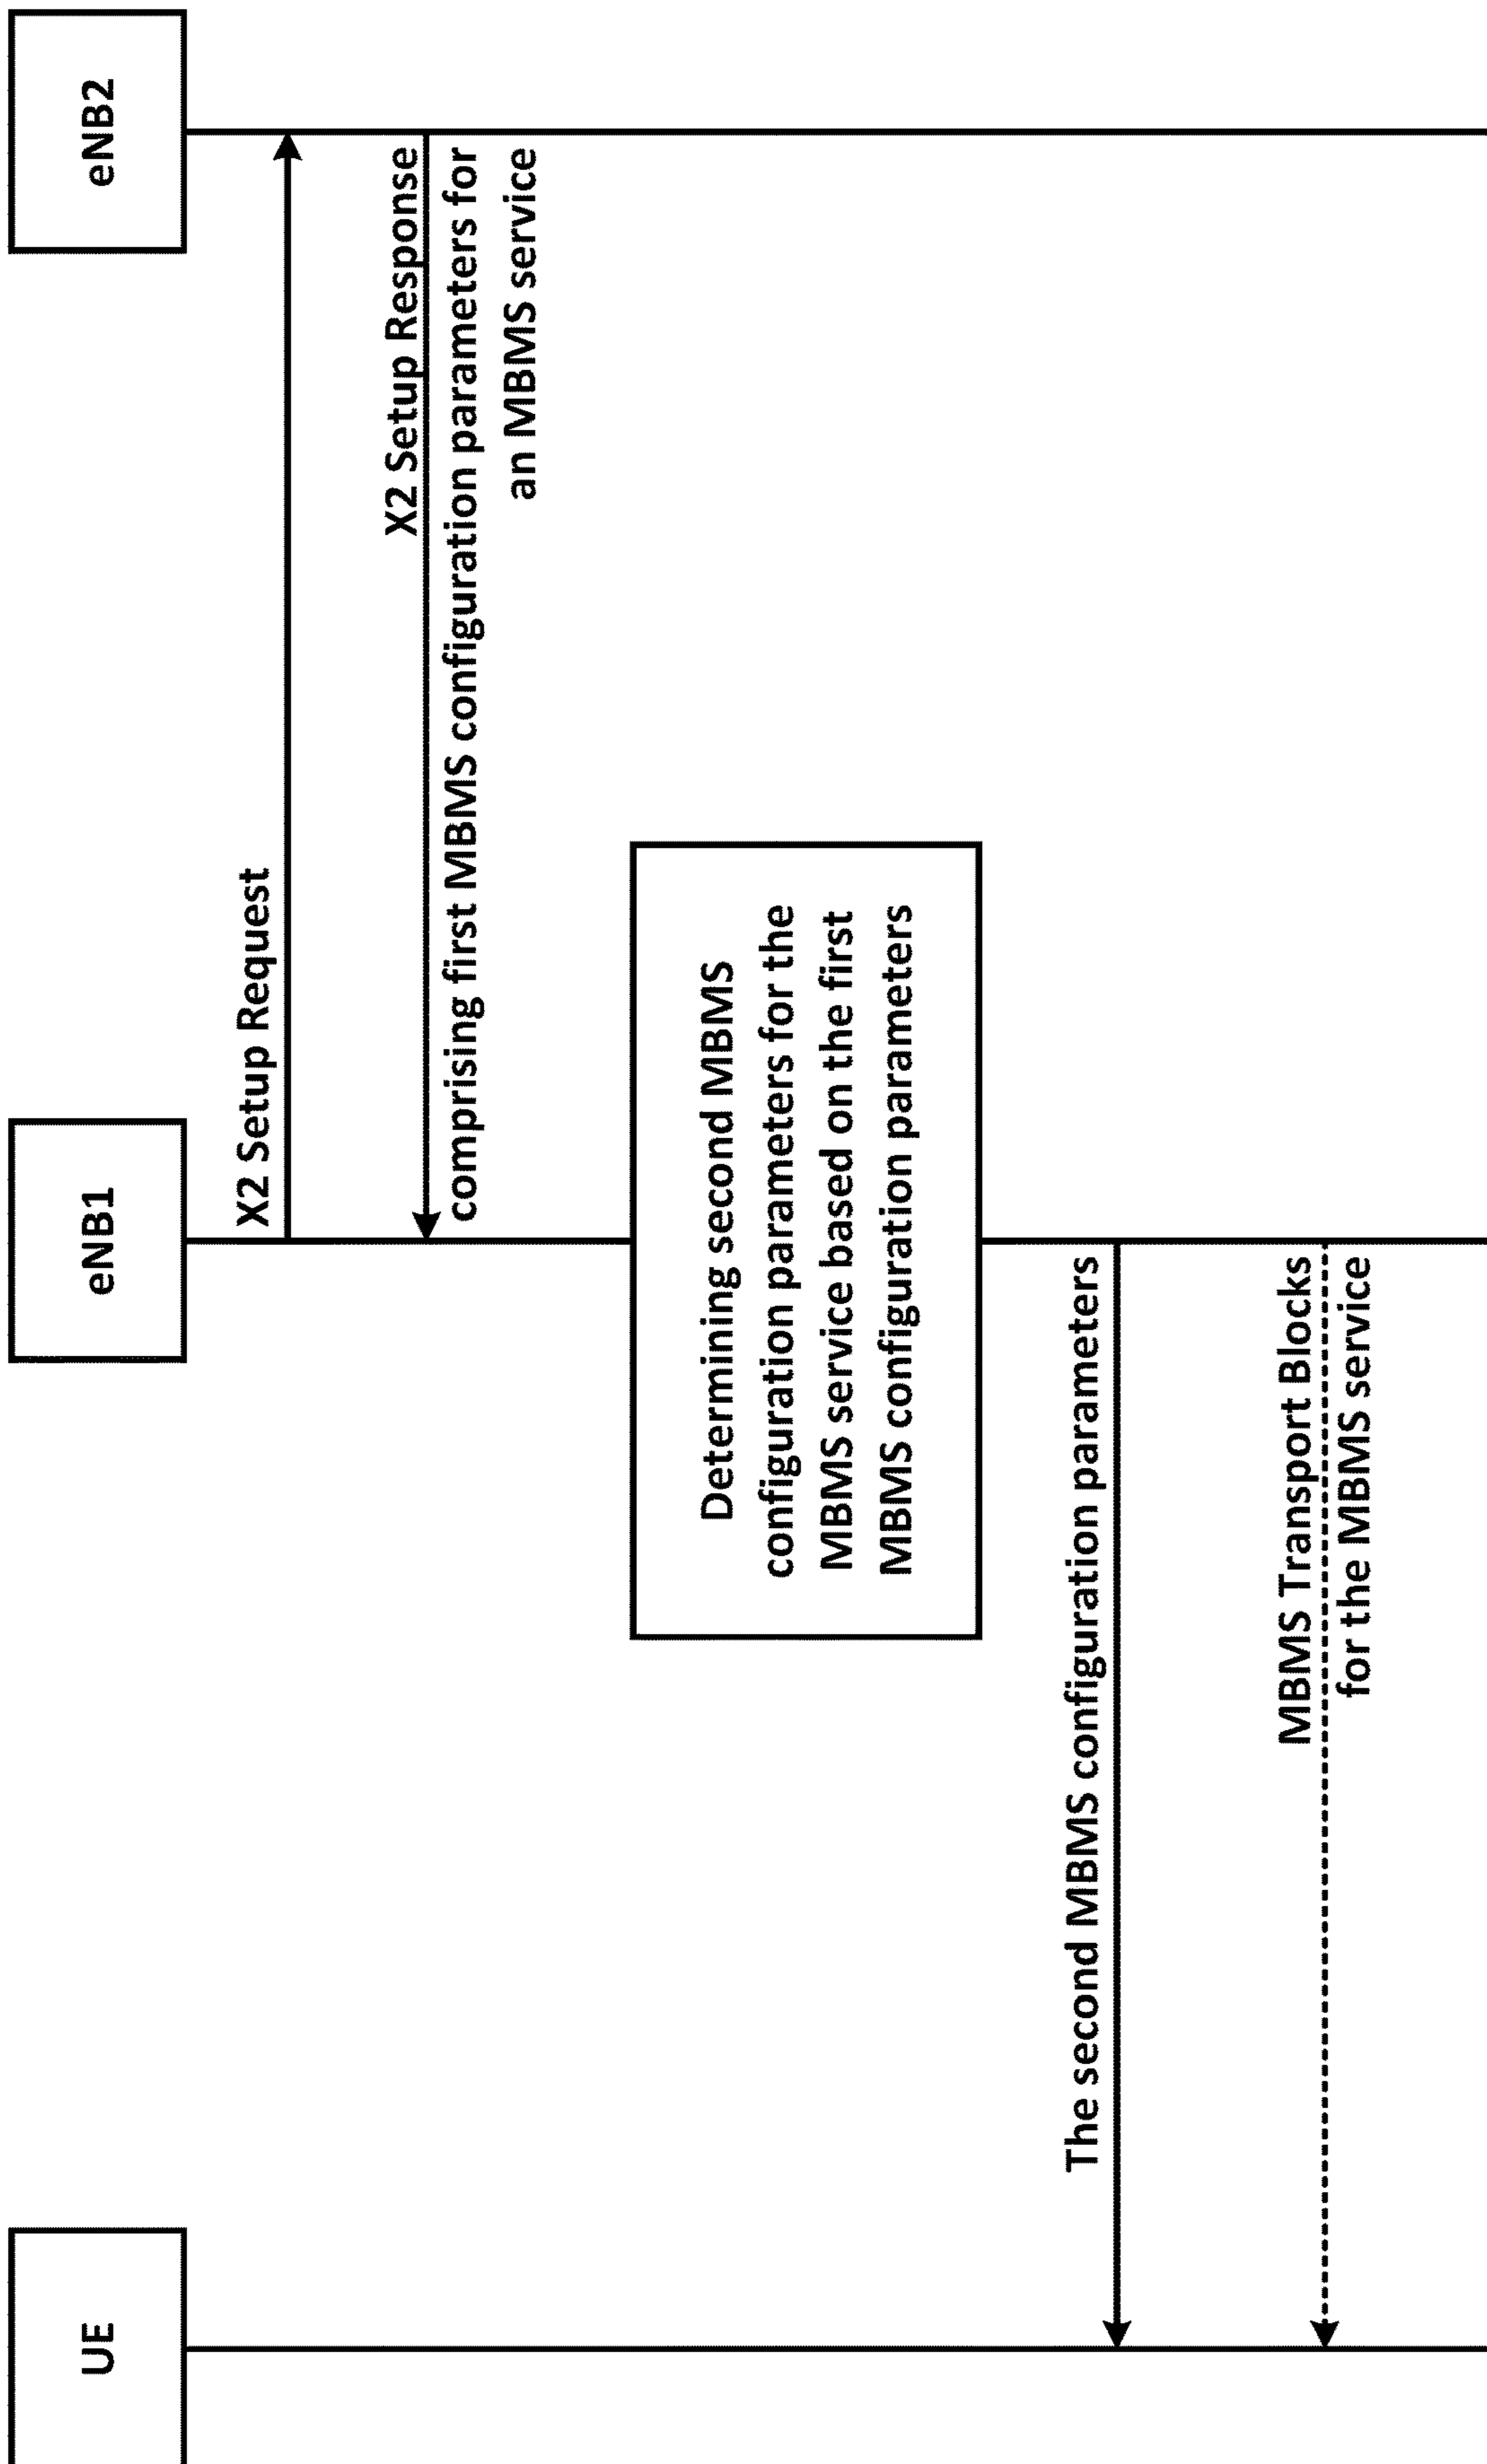 UE
eNB1
eNB2
X2 Setup Request
X2 Setup Response
comprising first MBMS configuration parameters for
an MBMS service
Determining second MBMS
configuration parameters for the
MBMS service based on the first
MBMS configuration parameters
The second MBMS configuration parameters
MBMS Transport Blocks
for the MBMS service